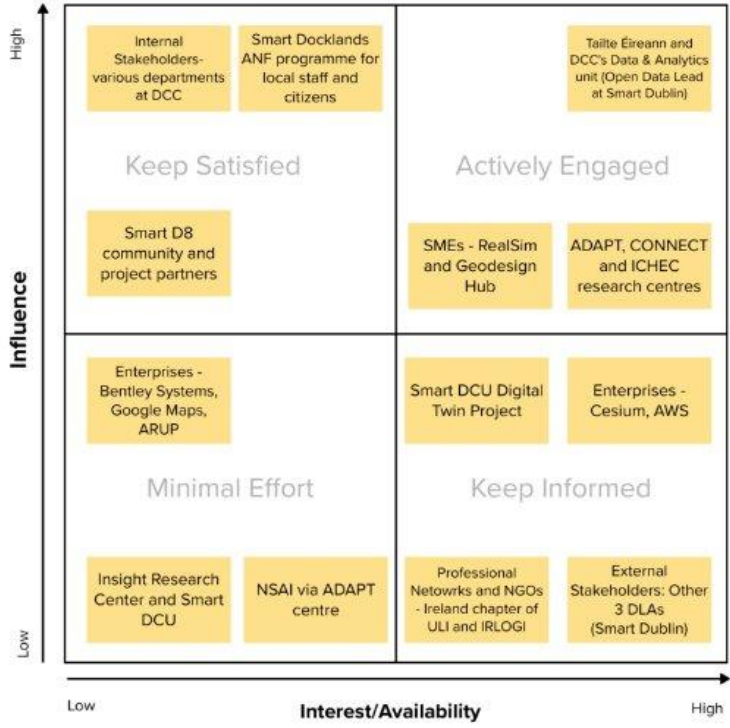 High
Internal
Stakeholders-
various departments
at DCC
Smart Docklands
ANF programme for
local staff and
citizens
Tailte Éireann and
DCC's Data & Analytics
unit (Open Data Lead
at Smart Dublin)
Keep Satisfied
Actively Engaged
Smart D8
community and
project partners
SMEs - RealSim
and Geodesign
Hub
ADAPT, CONNECT
and ICHEC
research centres
Influence
Enterprises -
Bentley Systems,
Google Maps,
ARUP
Smart DCU Digital
Twin Project
Enterprises -
Cesium, AWS
Minimal Effort
Keep Informed
Insight Research
Center and Smart
DCU
NSAI via ADAPT
centre
Professional
Netowrks and NGOs
- Ireland chapter of
ULI and IRLOGI
External
Stakeholders: Other
3 DLAs
(Smart Dublin)
Low
Low
Interest/Availability
High